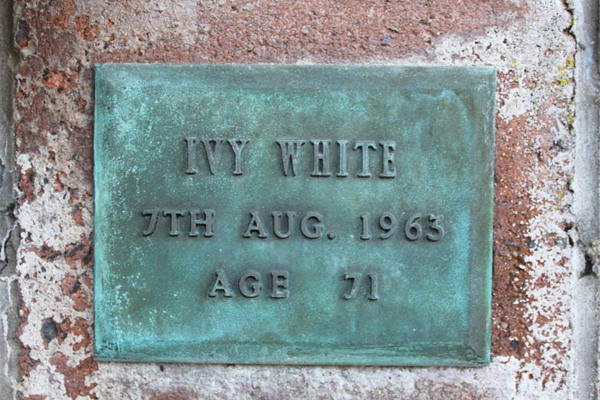 IVY WHITE
7TH AUG. 1963
AGE 71